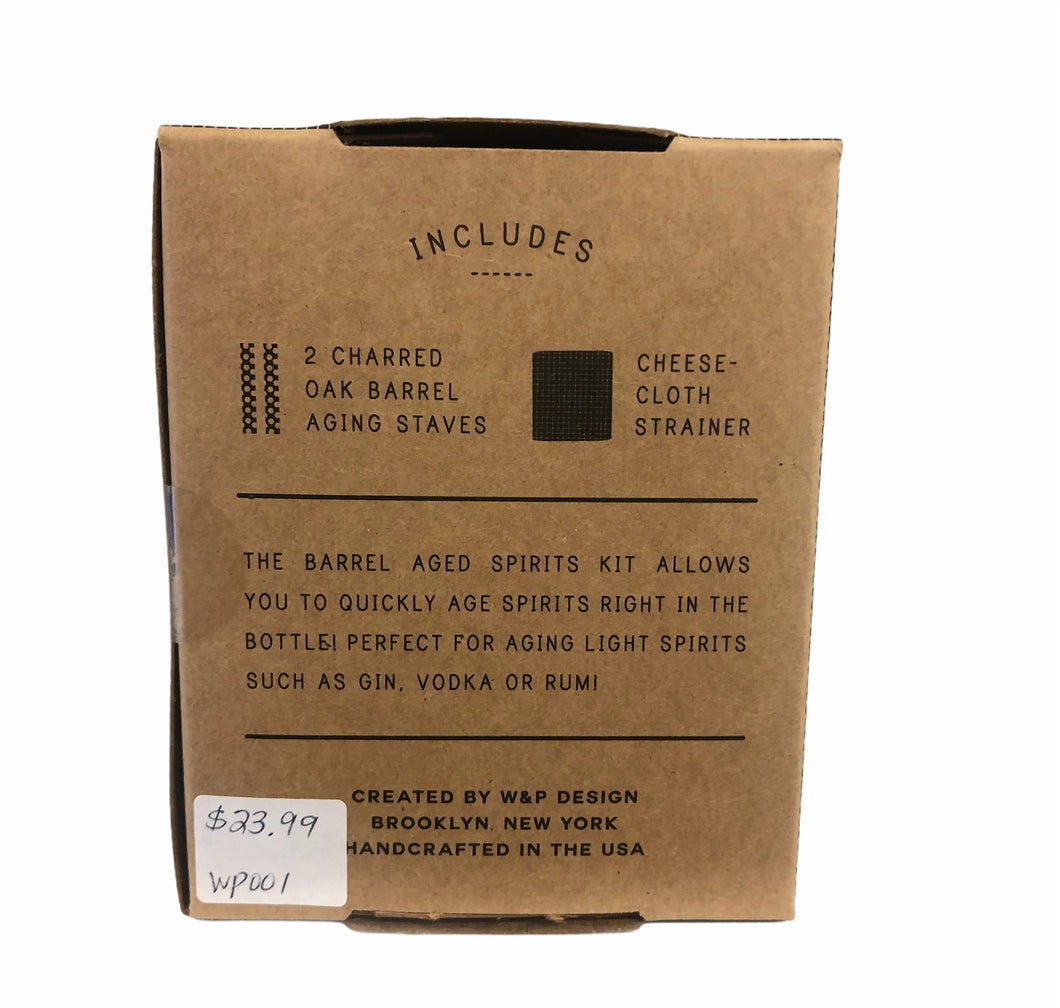 INCLUDES
2 CHARRED
OAK BARREL
AGING STAVES
CHEESE-
CLOTH
STRAINER
THE BARREL AGED SPIRITS KIT ALLOWS
YOU TO QUICKLY AGE SPIRITS RIGHT IN THE
BOTTLE! PERFECT FOR AGING LIGHT SPIRITS
SUCH AS GIN, VODKA OR RUM!
CREATED BY W&P DESIGN
BROOKLYN, NEW YORK
HANDCRAFTED IN THE USA
$23.99
WP001